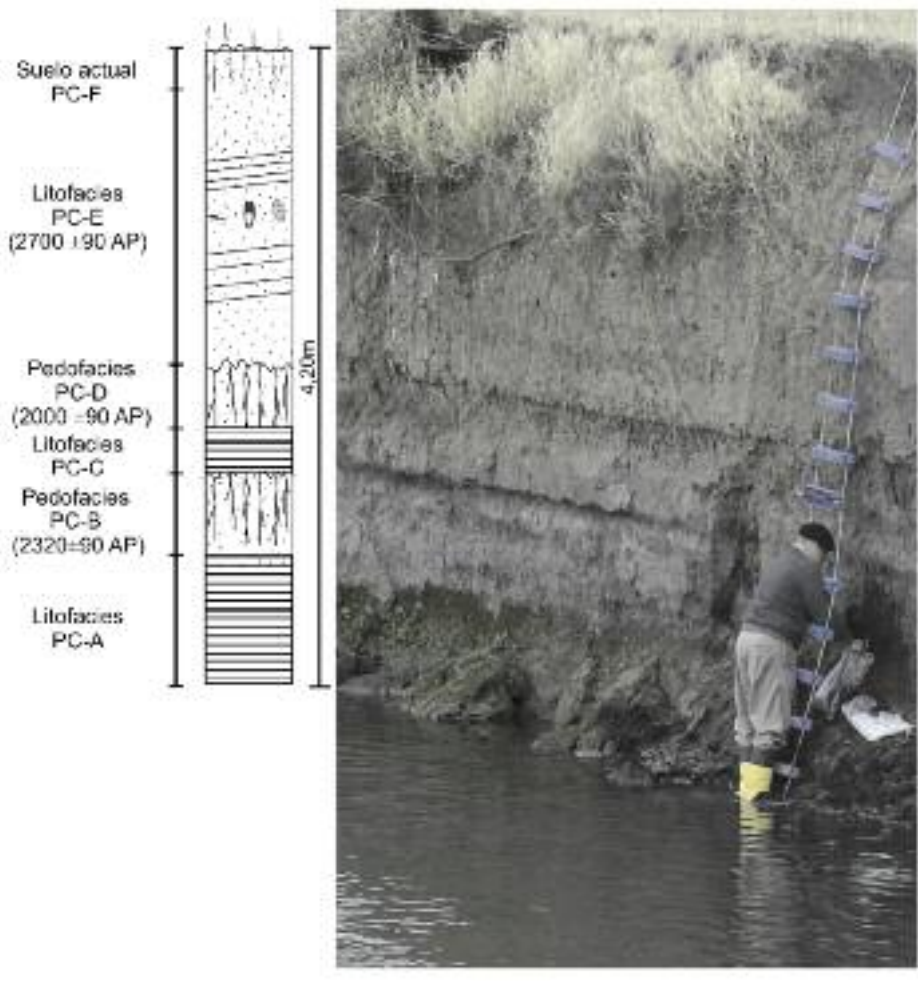 Suelo actual
PC-F
Litofacies
PC-E
(2700 ±90 AP)
Pedofacies
PC-D
(2000 ±90 AP)
Litofacies
PC-C
Pedofacies
PC-B
(2320±90 AP)
Litofacies
PC-A
4,20m